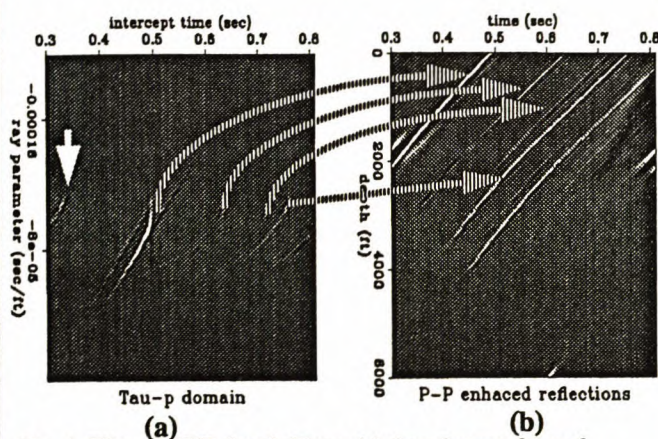 intercept time (sec)
0.3 0.4 0.5 0.6 0.7 0.8
-0.00016
-8e-05
ray parameter (sec/ft)
Tau-p domain
(a)
time (sec)
0.3 0.4 0.5 0.6 0.7 0.8
0
2000
4000
6000
depth (ft)
P-P enhaced reflections
(b)